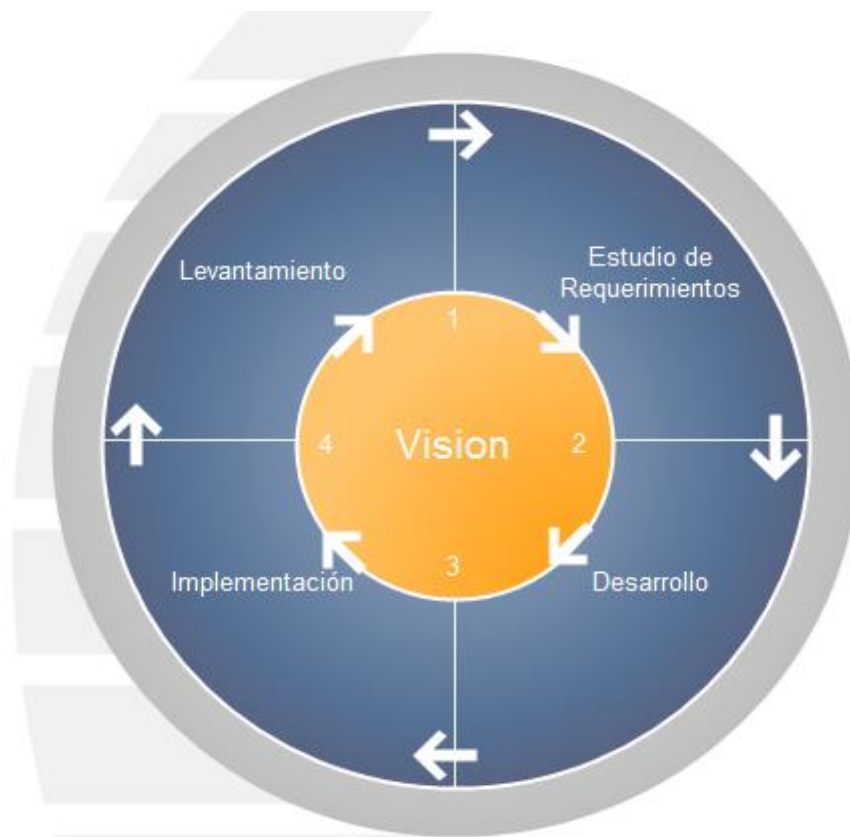 Levantamiento
Estudio de
Requerimientos
1
4
Vision
2
3
Implementación
Desarrollo